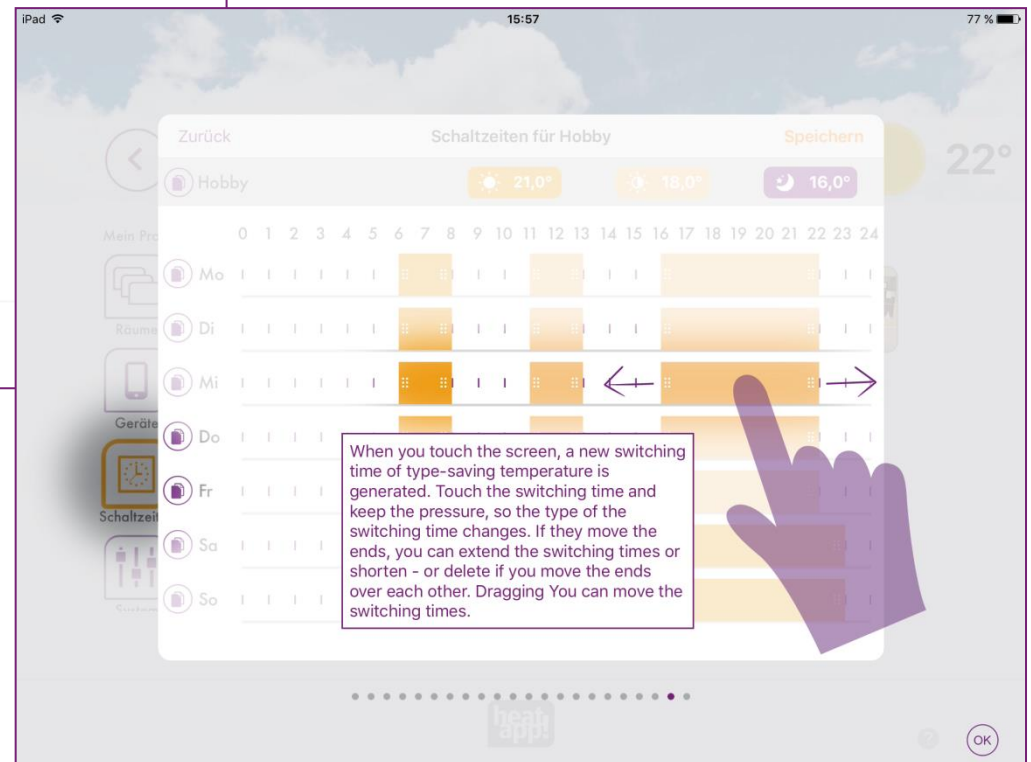 iPad 15:57 77 %
Zurück Schaltzeiten für Hobby Speichern
22°
Hobby 21,0° 18,0° 16,0°
Mein Pro
0 1 2 3 4 5 6 7 8 9 10 11 12 13 14 15 16 17 18 19 20 21 22 23 24
Mo
Räume
Di
Mi
Geräte
Do
Fr
Schaltzeit
Sa
So
When you touch the screen, a new switching
time of type-saving temperature is
generated. Touch the switching time and
keep the pressure, so the type of the
switching time changes. If they move the
ends, you can extend the switching times or
shorten - or delete if you move the ends
over each other. Dragging You can move the
switching times.
heat
app!
?
OK